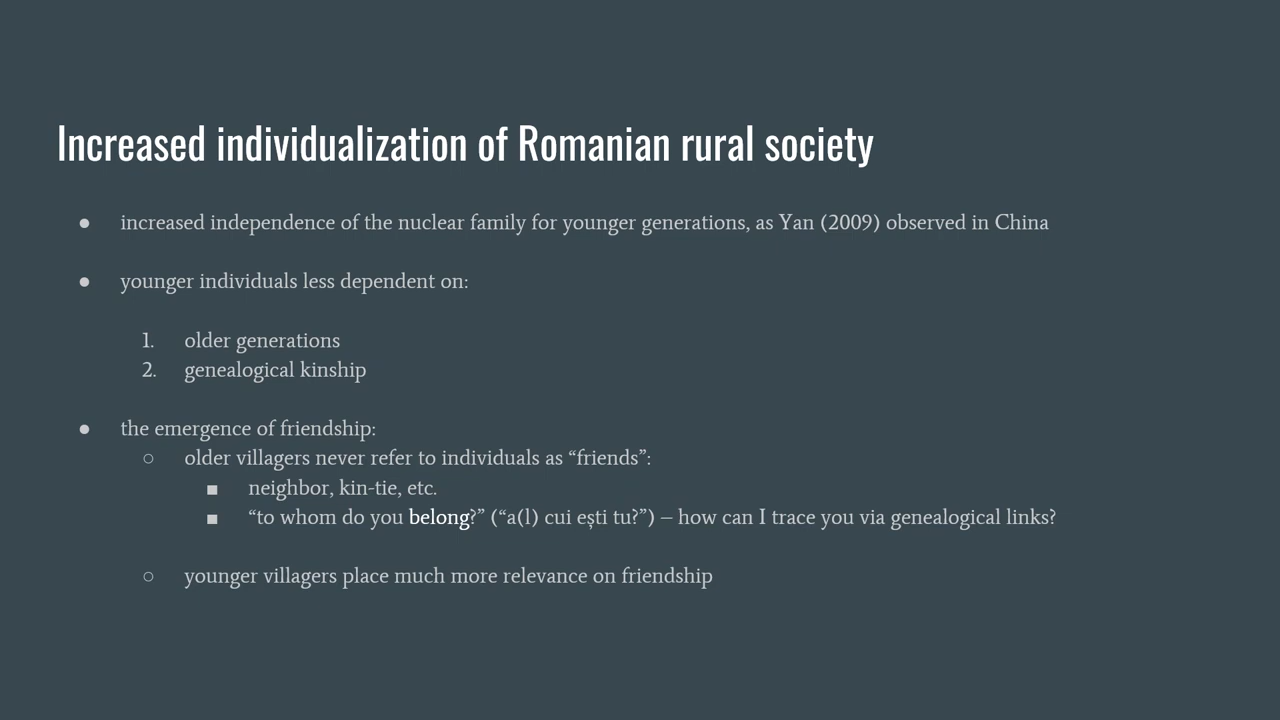 Increased individualization of Romanian rural society
● increased independence of the nuclear family for younger generations, as Yan (2009) observed in China
● younger individuals less dependent on:
1. older generations
2. genealogical kinship
● the emergence of friendship:
○ older villagers never refer to individuals as “friends”:
■ neighbor, kin-tie, etc.
■ “to whom do you belong?” (“a(l) cui ești tu?”) – how can I trace you via genealogical links?
○ younger villagers place much more relevance on friendship